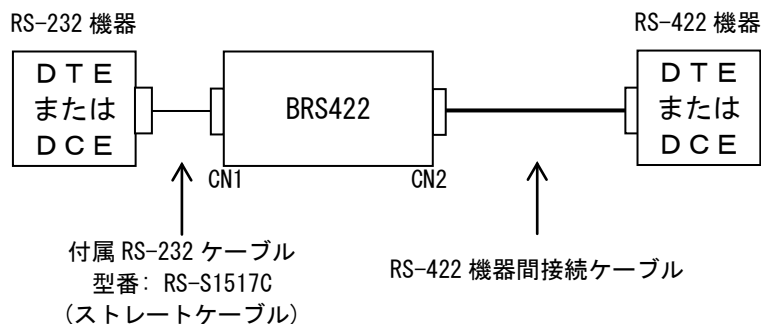 RS-232 機器
RS-422 機器
ＤＴＥ
または
ＤＣＥ
BRS422
ＤＴＥ
または
ＤＣＥ
CN1
CN2
付属 RS-232 ケーブル
型番: RS-S1517C
(ストレートケーブル)
RS-422 機器間接続ケーブル